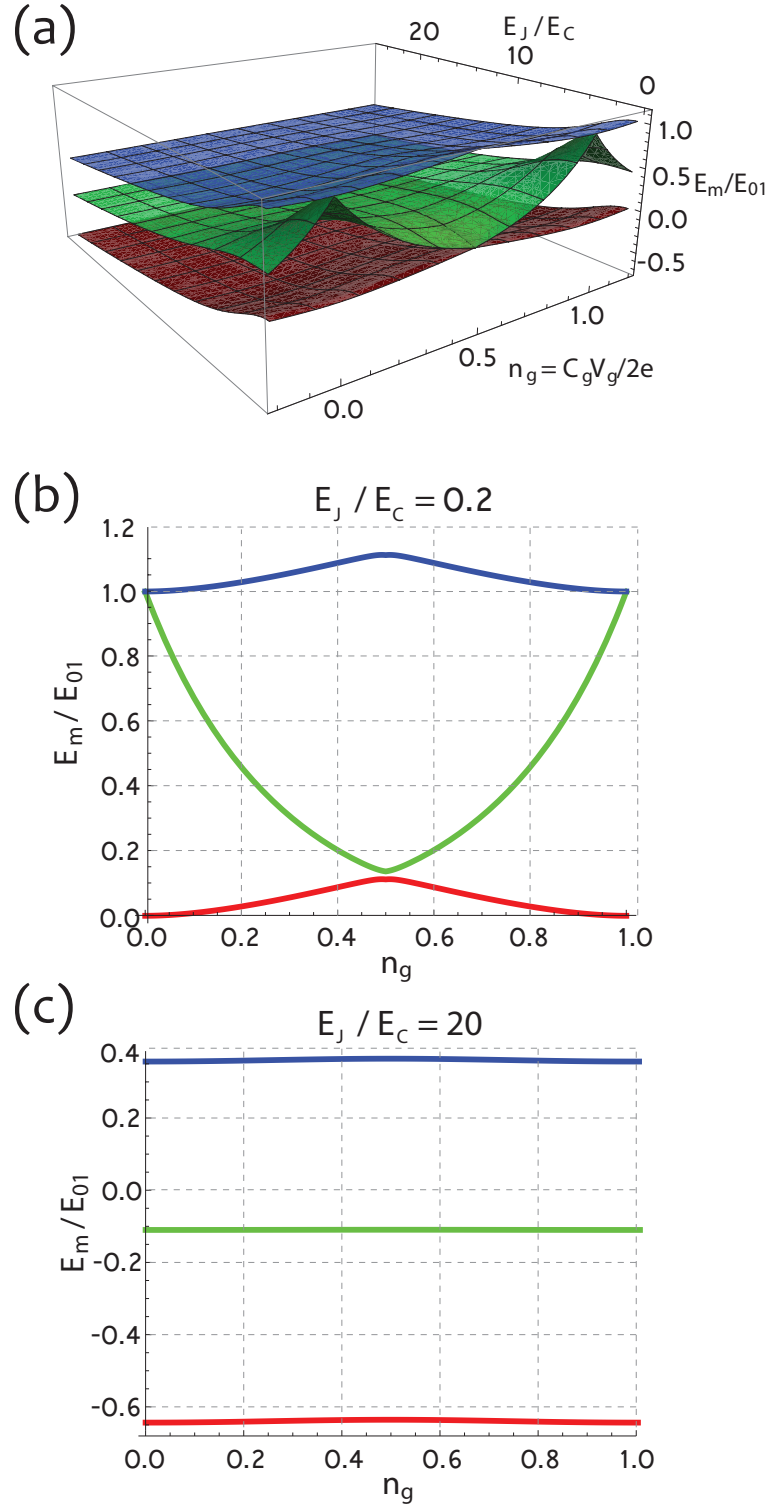 (a)
E_J/E_C
20
10
0
1.0
0.5
E_m/E_01
0.0
-0.5
1.0
0.5
n_g = C_gV_g/2e
0.0
(b)
E_J / E_C = 0.2
1.2
1.0
0.8
0.6
0.4
0.2
0.0
E_m / E_01
0.0 0.2 0.4 0.6 0.8 1.0
n_g
(c)
E_J / E_C = 20
0.4
0.2
0.0
-0.2
-0.4
-0.6
E_m / E_01
0.0 0.2 0.4 0.6 0.8 1.0
n_g